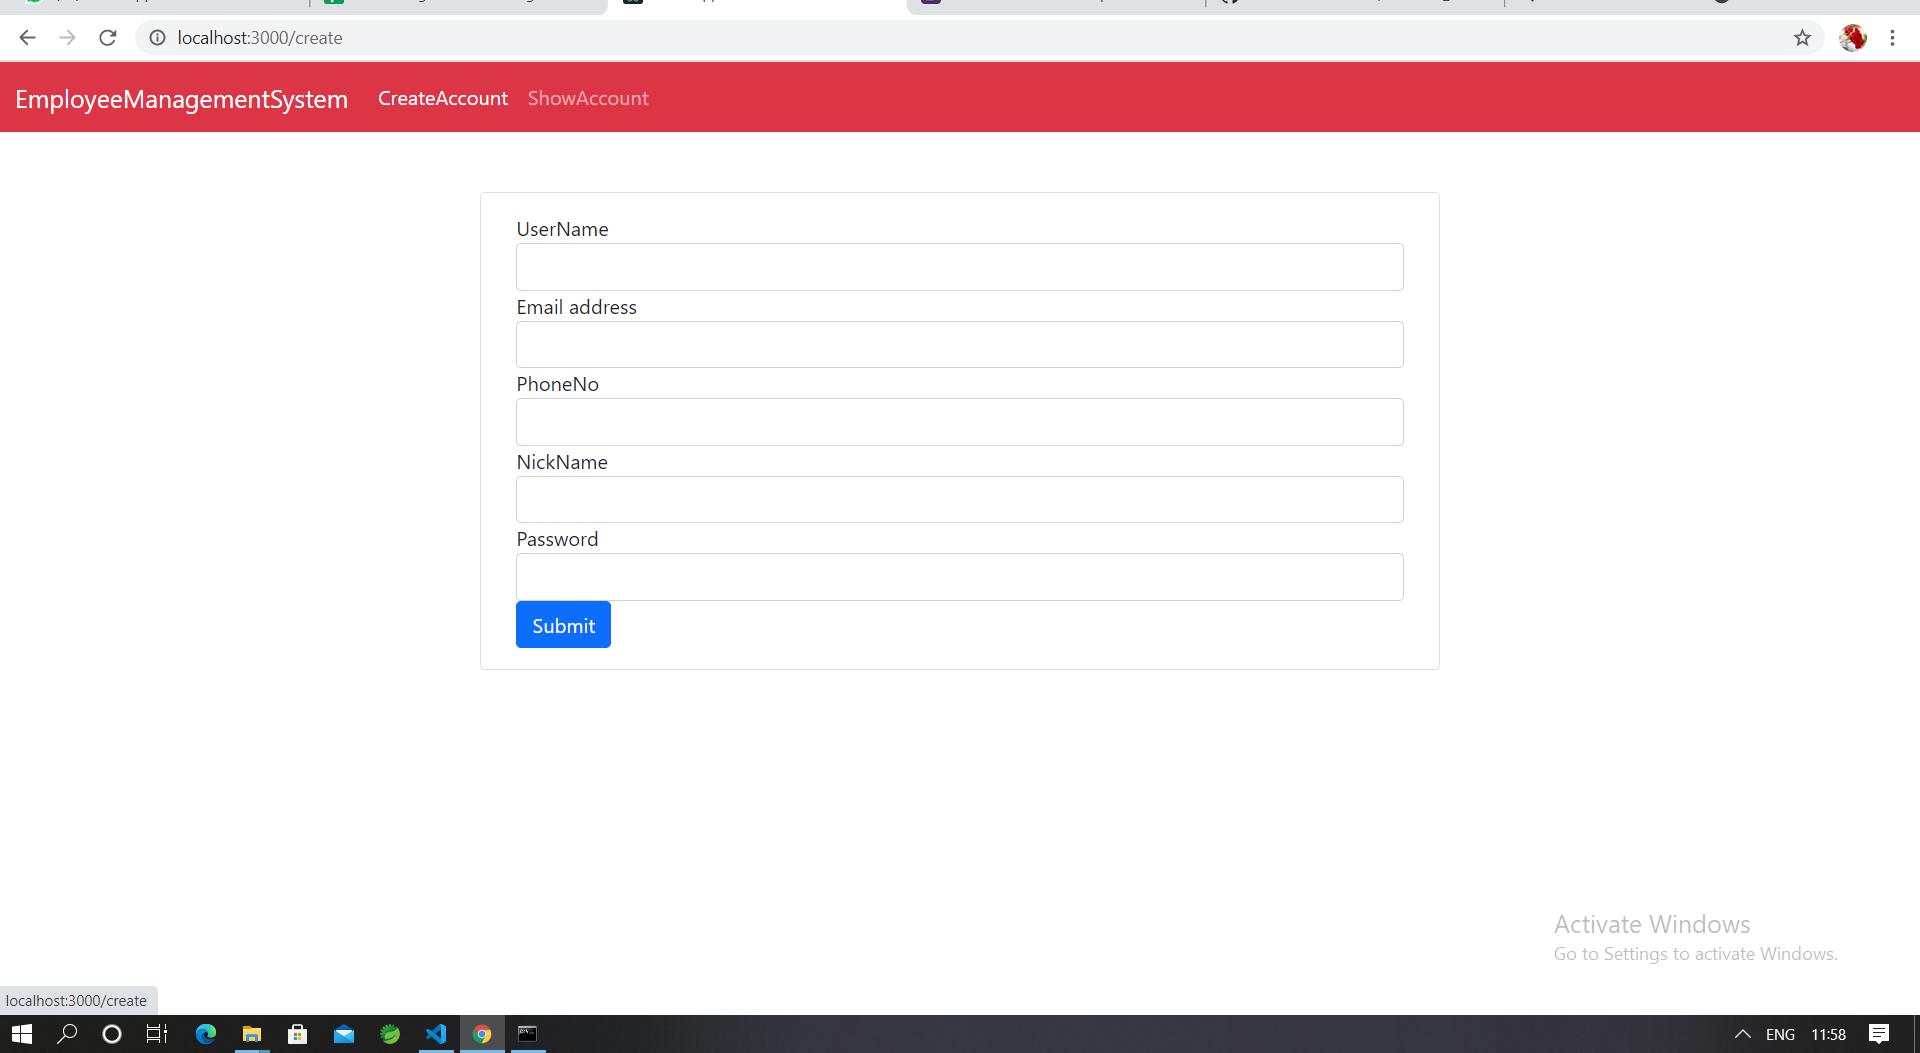 localhost:3000/create
EmployeeManagementSystem CreateAccount ShowAccount
UserName
Email address
PhoneNo
NickName
Password
Submit
Activate Windows
Go to Settings to activate Windows.
localhost:3000/create
ENG 11:58